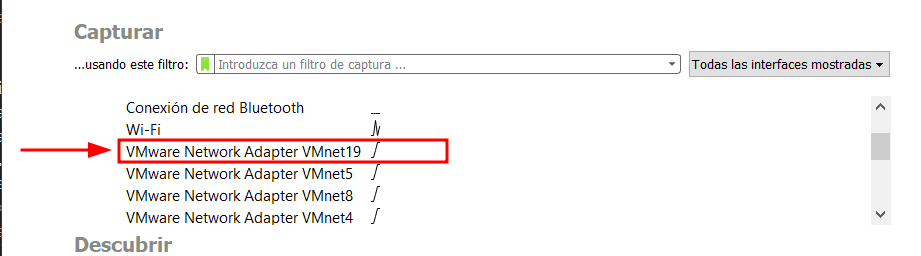 Capturar
...usando este filtro: Introduzca un filtro de captura ... Todas las interfaces mostradas
Conexión de red Bluetooth
Wi-Fi
VMware Network Adapter VMnet19
VMware Network Adapter VMnet5
VMware Network Adapter VMnet8
VMware Network Adapter VMnet4
Descubrir